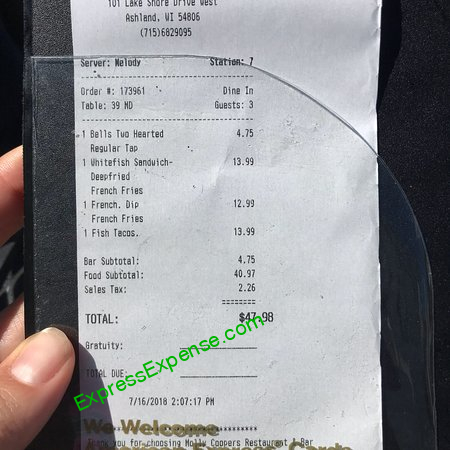 101 Lake Shore Drive West
Ashland, WI 54806
(715)6829095
Server: Melody Station: 7
Order #: 173961 Dine In
Table: 39 MD Guests: 3
1 Bells Two Hearted 4.75
Regular Tap
1 Whitefish Sandwich- 13.99
Deepfried
French Fries
1 French. Dip 12.99
French Fries
1 Fish Tacos. 13.99
Bar Subtotal: 4.75
Food Subtotal: 40.97
Sales Tax: 2.26
========
TOTAL: $47.98
Gratuity:
TOTAL DUE:
ExpressExpense.com
7/16/2018 2:07:17 PM
We Welcome
Thank you for choosing Molly Coopers Restaurant & Bar
Express Cards